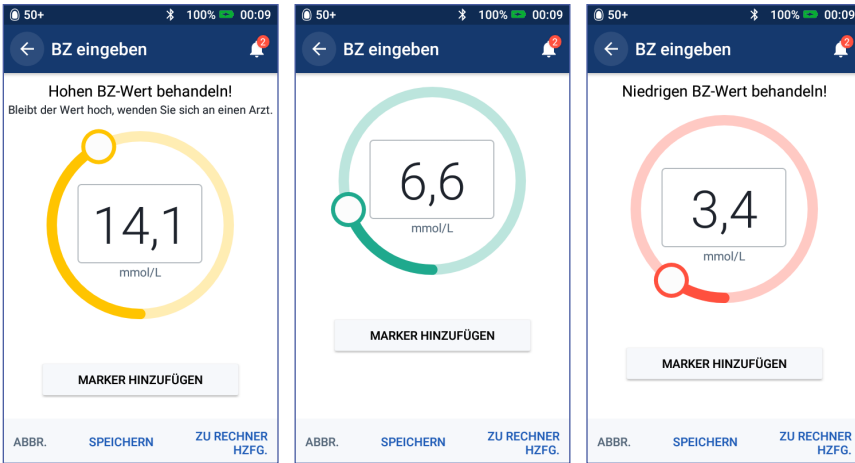 50+ 100% 00:09
BZ eingeben 2
Hohen BZ-Wert behandeln!
Bleibt der Wert hoch, wenden Sie sich an einen Arzt.
14,1
mmol/L
MARKER HINZUFÜGEN
ABBR. SPEICHERN ZU RECHNER
HZFG.
50+ 100% 00:09
BZ eingeben 2
6,6
mmol/L
MARKER HINZUFÜGEN
ABBR. SPEICHERN ZU RECHNER
HZFG.
50+ 100% 00:09
BZ eingeben 2
Niedrigen BZ-Wert behandeln!
3,4
mmol/L
MARKER HINZUFÜGEN
ABBR. SPEICHERN ZU RECHNER
HZFG.